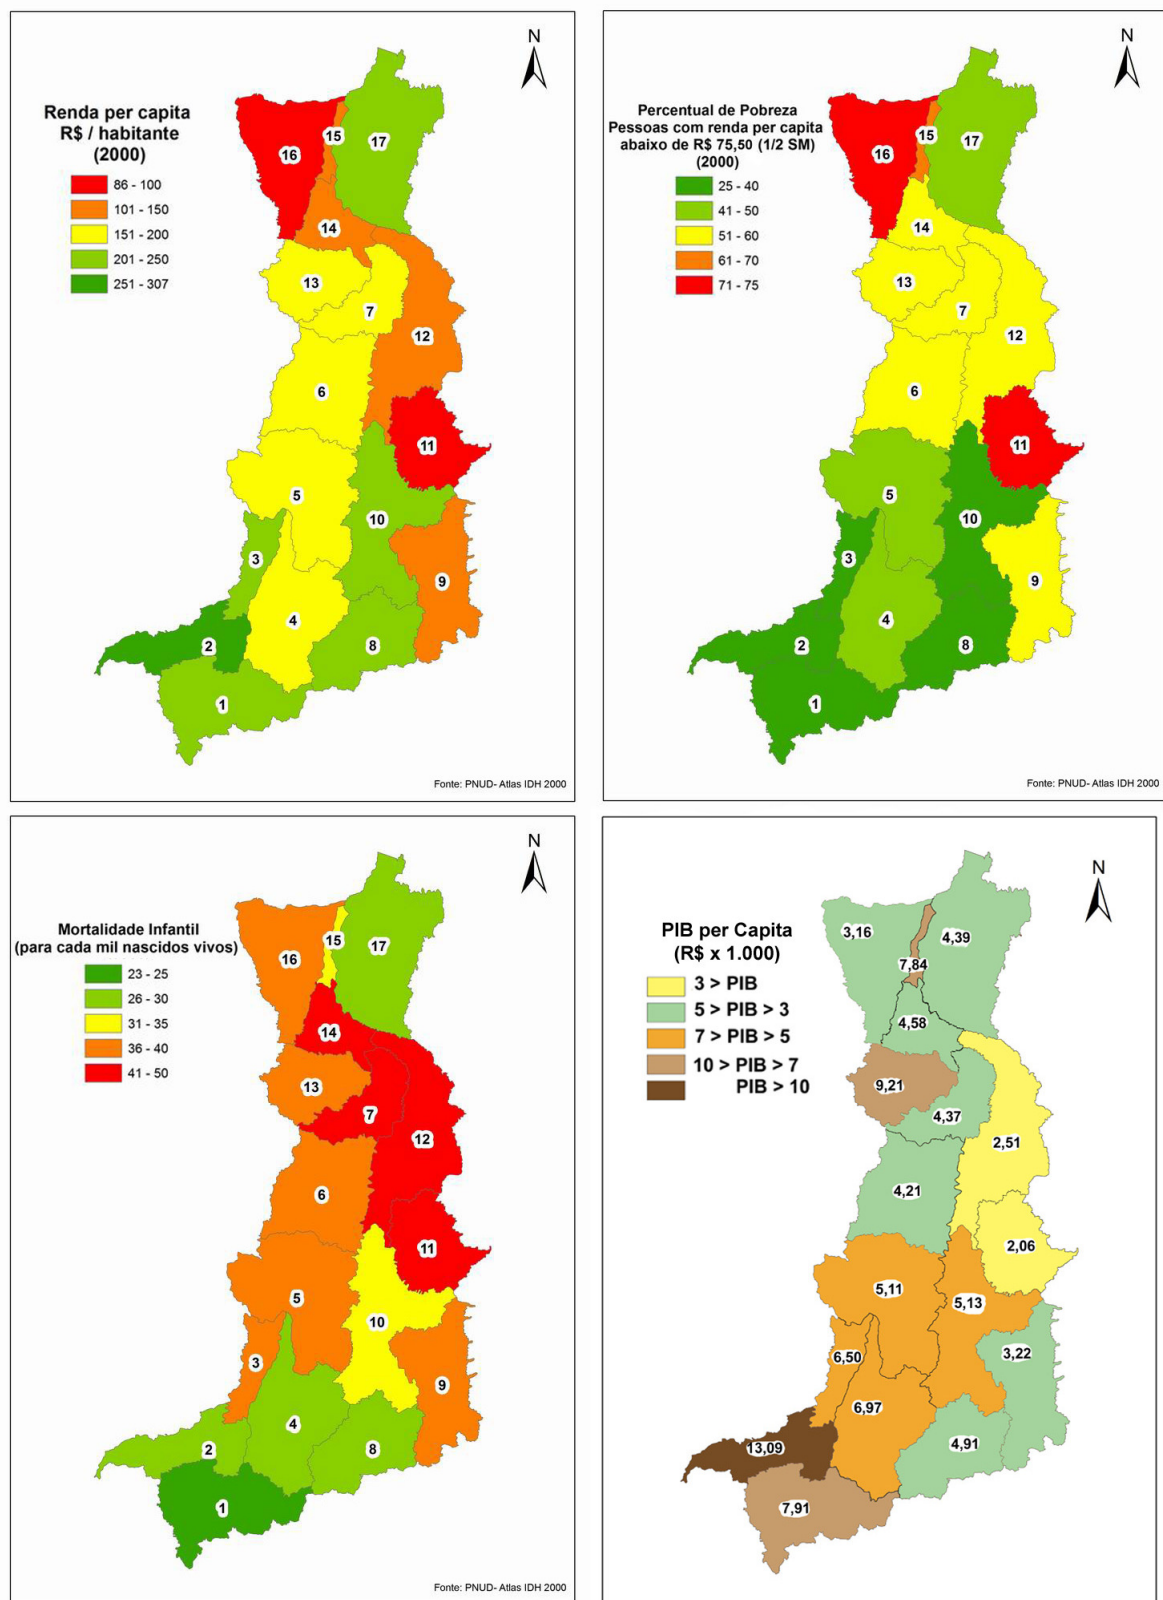 N
Renda per capita
R$ / habitante
(2000)
86 - 100
101 - 150
151 - 200
201 - 250
251 - 307
15
17
16
14
13
7
12
6
11
5
10
3
9
4
2
8
1
Fonte: PNUD- Atlas IDH 2000
N
Percentual de Pobreza
Pessoas com renda per capita
abaixo de R$ 75,50 (1/2 SM)
(2000)
25 - 40
41 - 50
51 - 60
61 - 70
71 - 75
15
17
16
14
13
7
12
6
11
5
10
3
9
4
2
8
1
Fonte: PNUD- Atlas IDH 2000
N
Mortalidade Infantil
(para cada mil nascidos vivos)
23 - 25
26 - 30
31 - 35
36 - 40
41 - 50
15
17
16
14
13
7
12
6
11
5
10
3
9
4
2
8
1
Fonte: PNUD- Atlas IDH 2000
N
PIB per Capita
(R$ x 1.000)
3 > PIB
5 > PIB > 3
7 > PIB > 5
10 > PIB > 7
PIB > 10
3,16
4,39
7,84
4,58
9,21
4,37
2,51
4,21
2,06
5,11
5,13
6,50
3,22
6,97
13,09
4,91
7,91